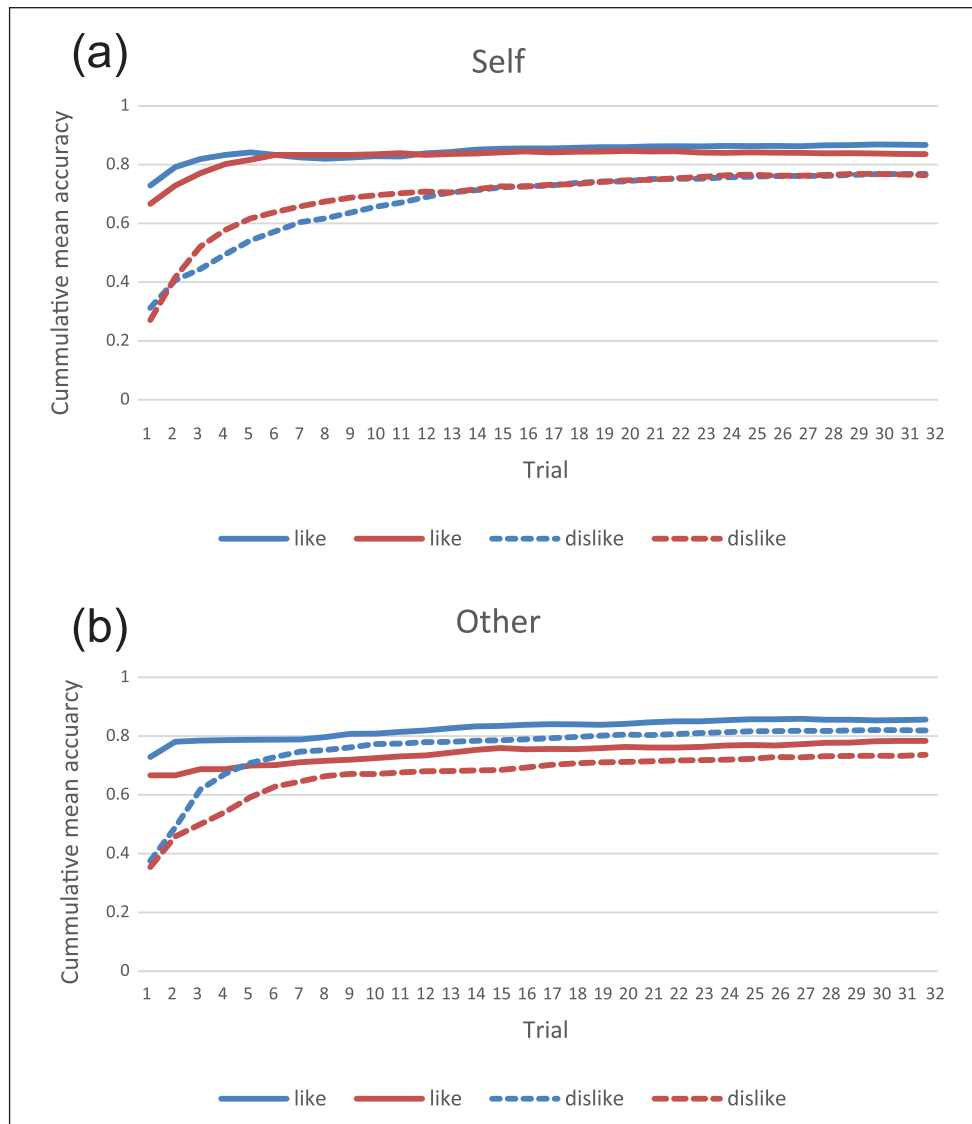 (a)
Self
Cummulative mean accuracy
1
0.8
0.6
0.4
0.2
0
1 2 3 4 5 6 7 8 9 10 11 12 13 14 15 16 17 18 19 20 21 22 23 24 25 26 27 28 29 30 31 32
Trial
like like dislike dislike
(b)
Other
Cummulative mean accuarcy
1
0.8
0.6
0.4
0.2
0
1 2 3 4 5 6 7 8 9 10 11 12 13 14 15 16 17 18 19 20 21 22 23 24 25 26 27 28 29 30 31 32
Trial
like like dislike dislike